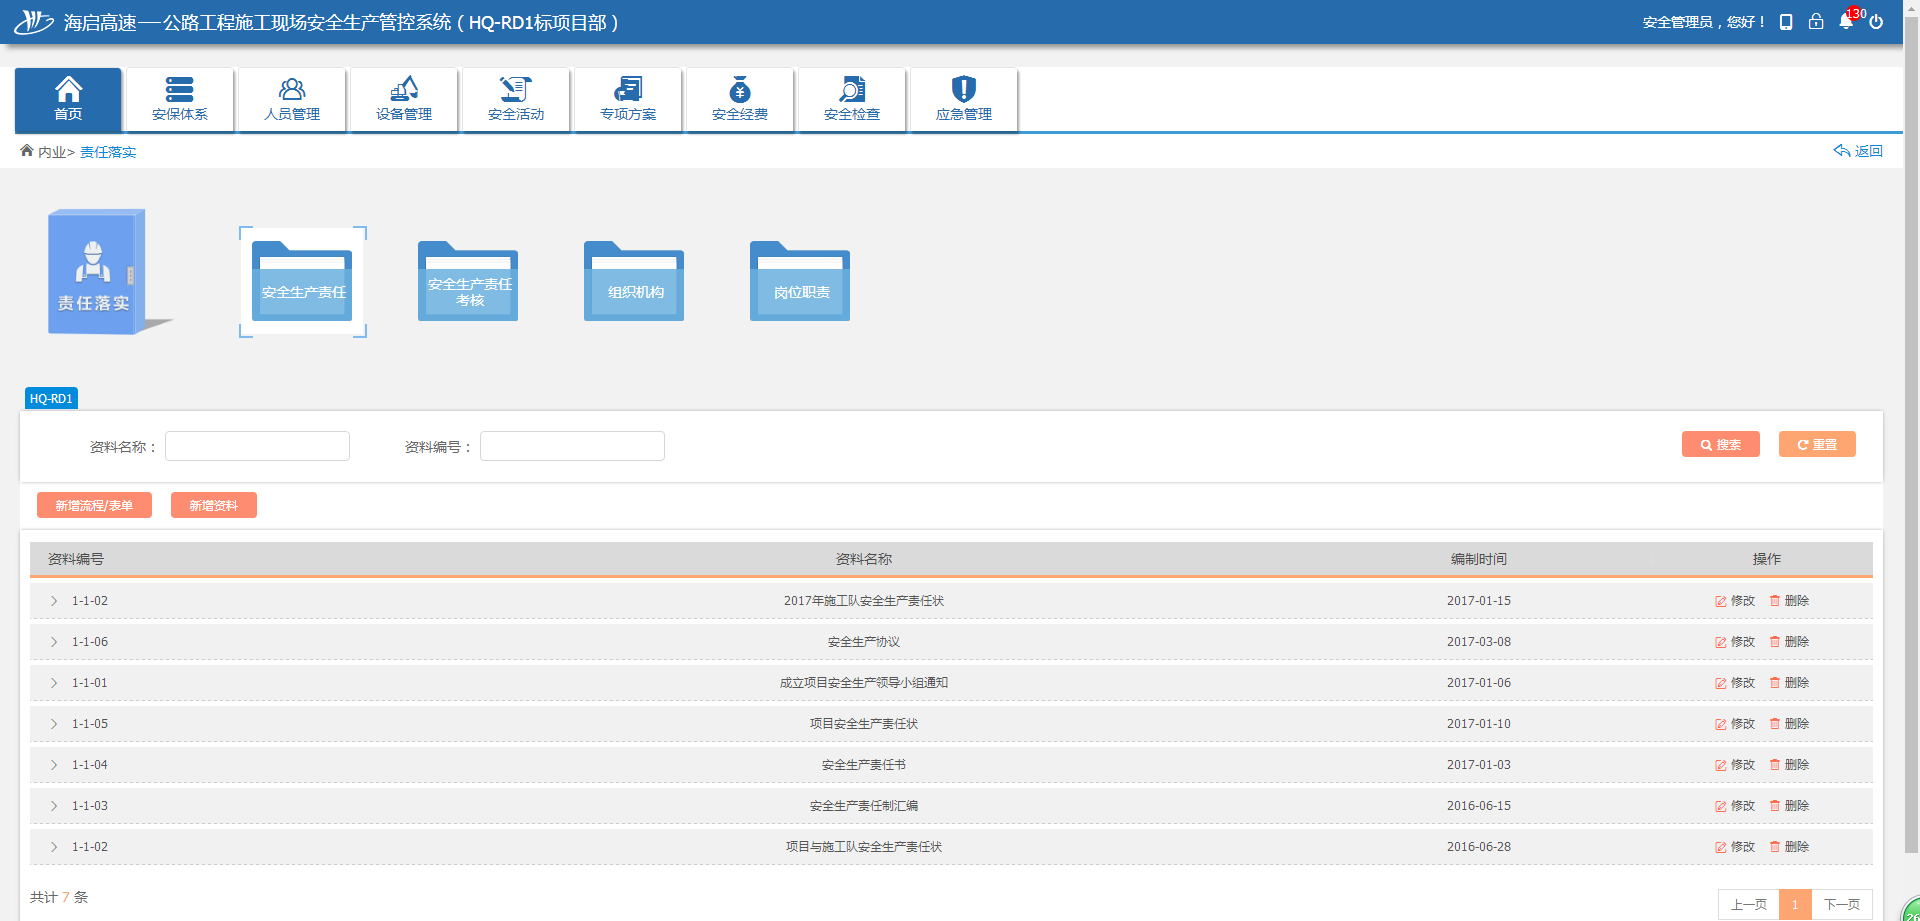 海启高速——公路工程施工现场安全生产管控系统（HQ-RD1标项目部）
安全管理员，您好！ 130
首页 安保体系 人员管理 设备管理 安全活动 专项方案 安全经费 安全检查 应急管理
内业> 责任落实 返回
责任落实
安全生产责任
安全生产责任
考核
组织机构
岗位职责
HQ-RD1
资料名称： 资料编号： 搜索 重置
新增流程/表单 新增资料
资料编号 资料名称 编制时间 操作
1-1-02 2017年施工队安全生产责任状 2017-01-15 修改 删除
1-1-06 安全生产协议 2017-03-08 修改 删除
1-1-01 成立项目安全生产领导小组通知 2017-01-06 修改 删除
1-1-05 项目安全生产责任状 2017-01-10 修改 删除
1-1-04 安全生产责任书 2017-01-03 修改 删除
1-1-03 安全生产责任制汇编 2016-06-15 修改 删除
1-1-02 项目与施工队安全生产责任状 2016-06-28 修改 删除
共计 7 条 上一页 1 下一页